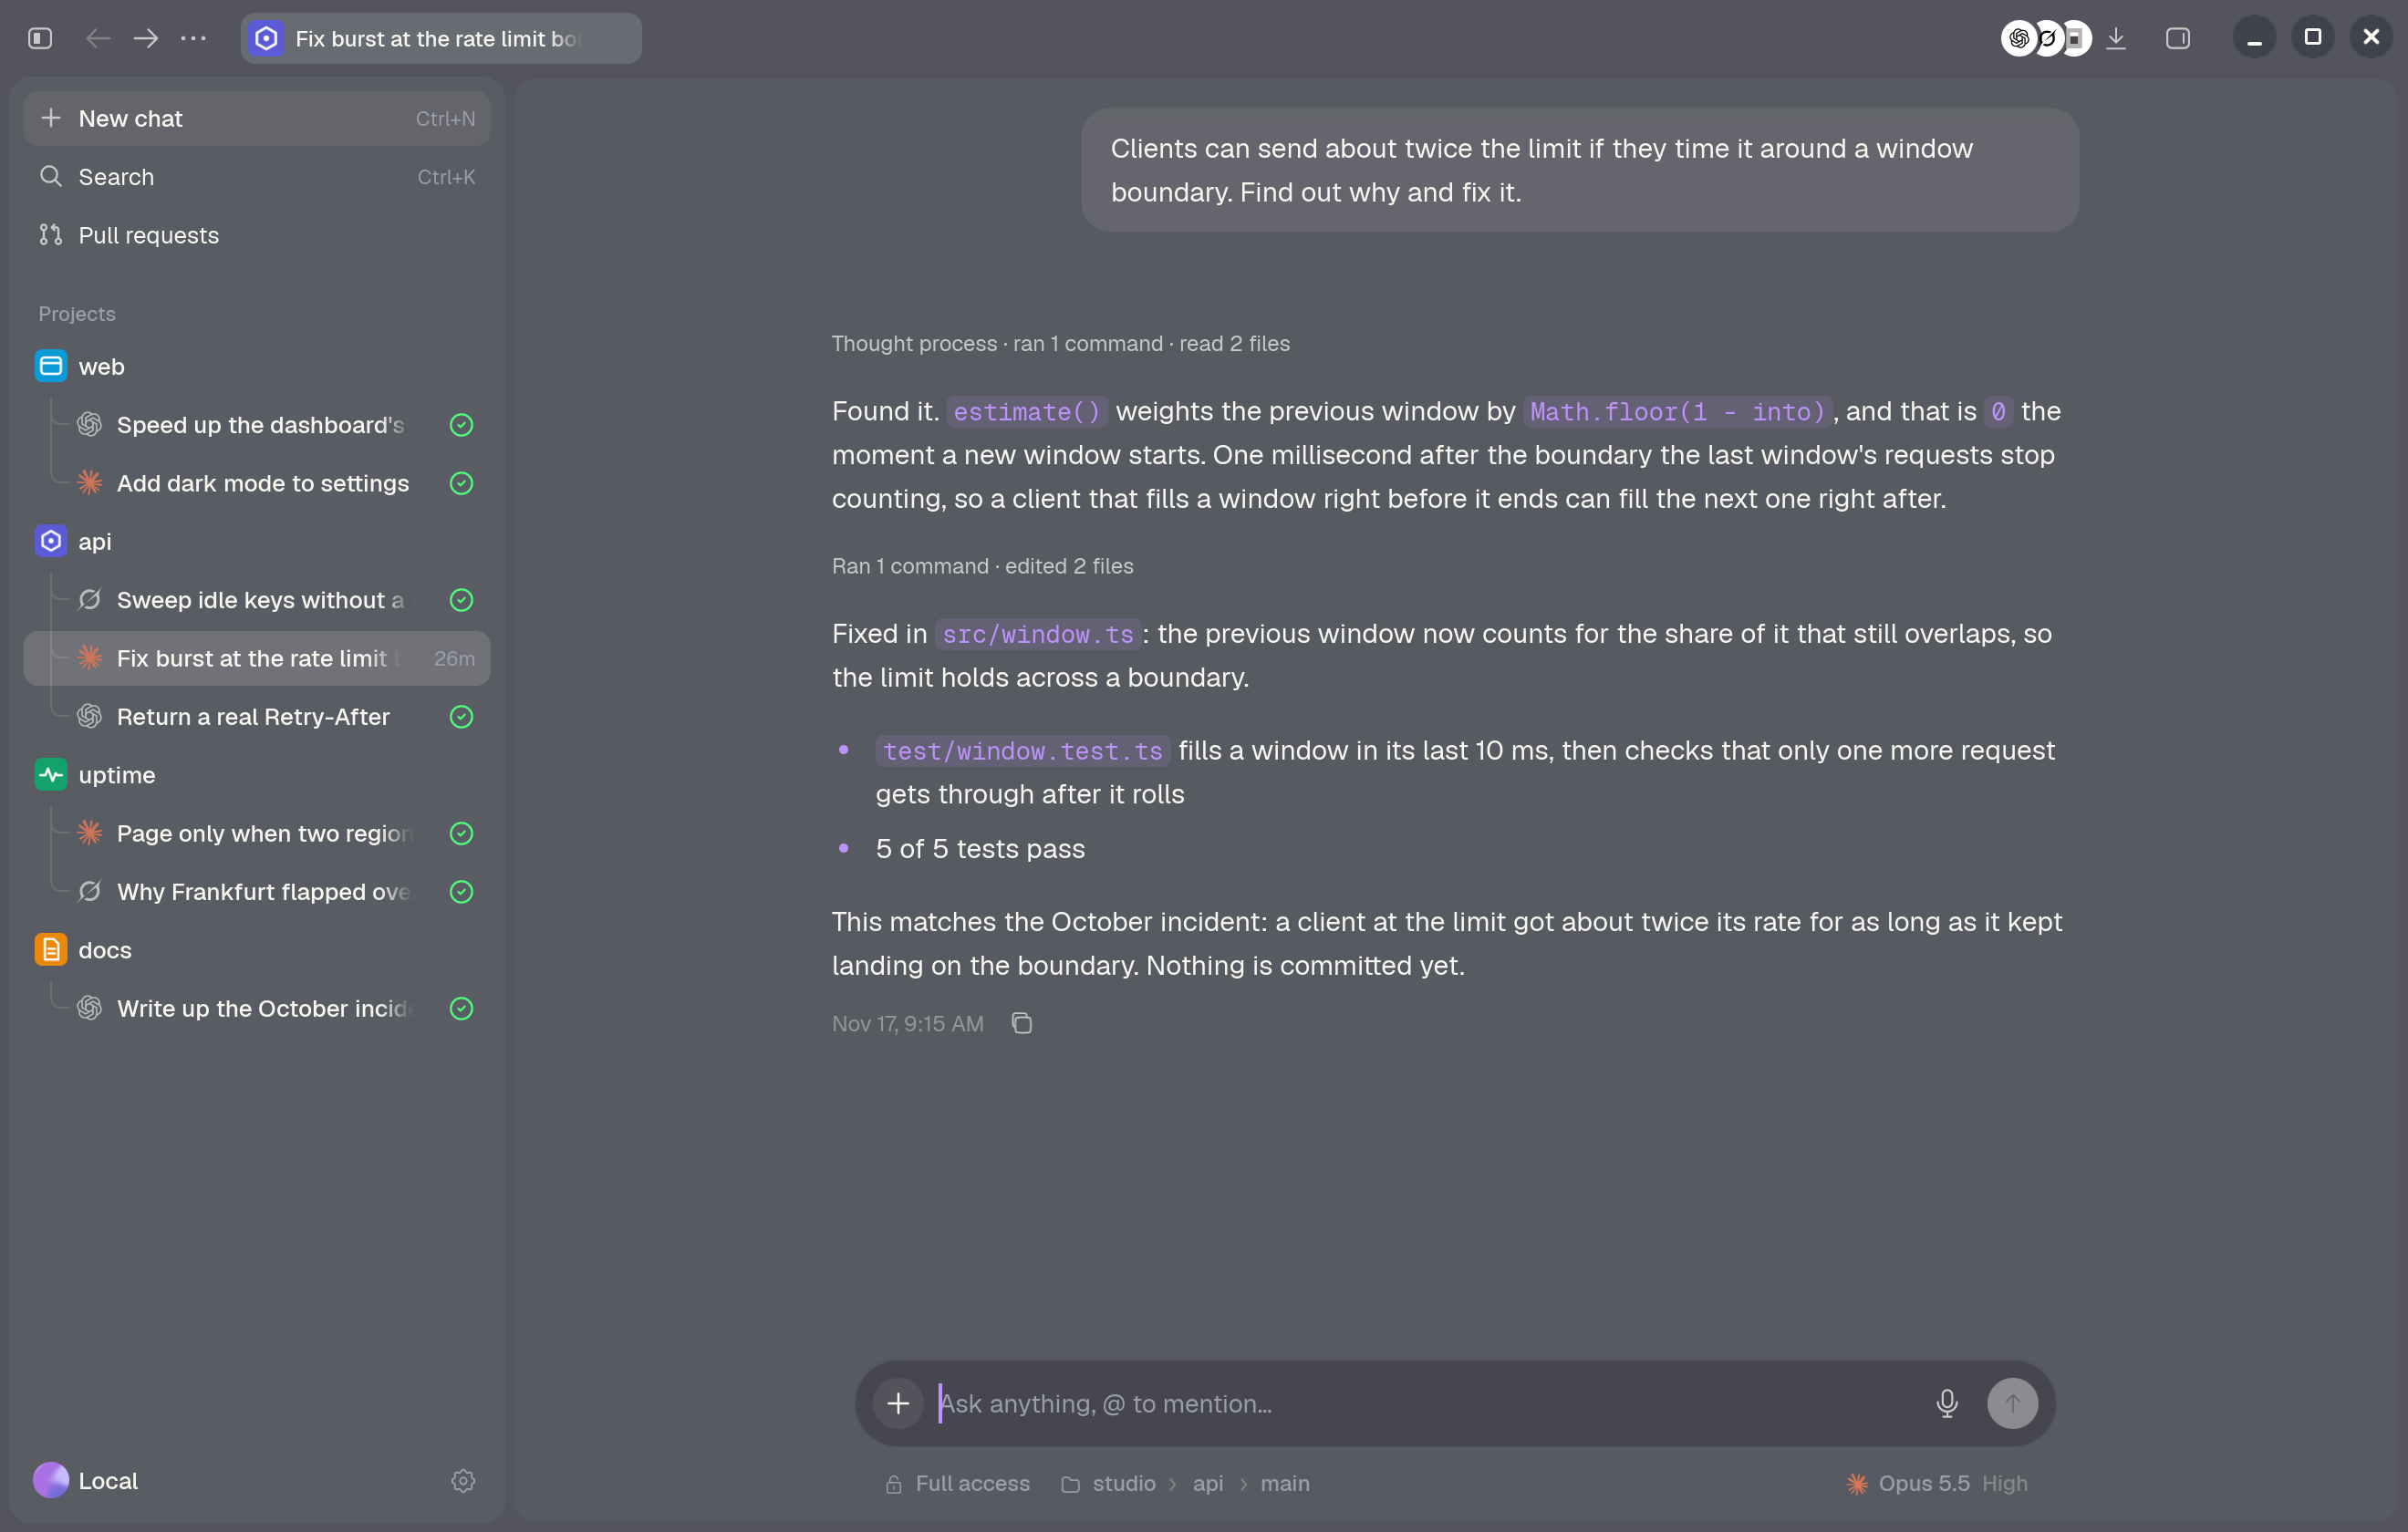 Fix burst at the rate limit bou
New chat Ctrl+N
Search Ctrl+K
Pull requests
Projects
web
Speed up the dashboard's
Add dark mode to settings
api
Sweep idle keys without a
Fix burst at the rate limit 26m
Return a real Retry-After
uptime
Page only when two region
Why Frankfurt flapped ove
docs
Write up the October incide
Local
Clients can send about twice the limit if they time it around a window
boundary. Find out why and fix it.
Thought process · ran 1 command · read 2 files
Found it. estimate() weights the previous window by Math.floor(1 - into), and that is 0 the
moment a new window starts. One millisecond after the boundary the last window's requests stop
counting, so a client that fills a window right before it ends can fill the next one right after.
Ran 1 command · edited 2 files
Fixed in src/window.ts: the previous window now counts for the share of it that still overlaps, so
the limit holds across a boundary.
• test/window.test.ts fills a window in its last 10 ms, then checks that only one more request
gets through after it rolls
• 5 of 5 tests pass
This matches the October incident: a client at the limit got about twice its rate for as long as it kept
landing on the boundary. Nothing is committed yet.
Nov 17, 9:15 AM
Ask anything, @ to mention...
Full access studio > api > main Opus 5.5 High